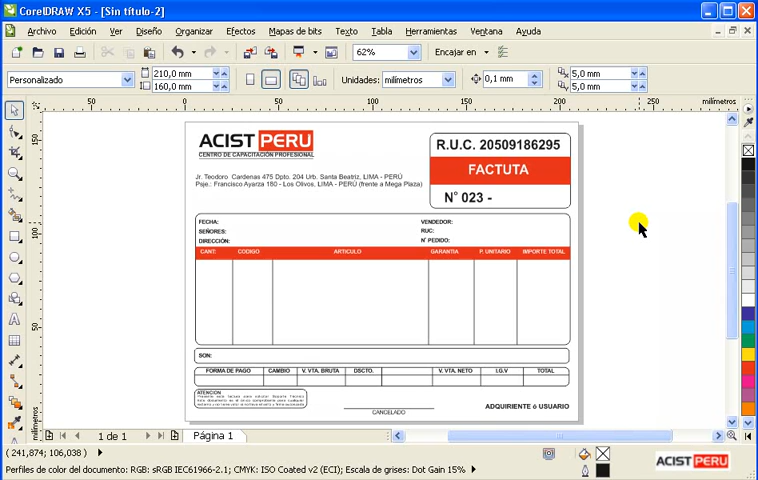 CorelDRAW X5 - [Sin título-2]
Archivo Edición Ver Diseño Organizar Efectos Mapas de bits Texto Tabla Herramientas Ventana Ayuda
62% Encajar en
Personalizado 210,0 mm 160,0 mm Unidades: milímetros 0,1 mm 5,0 mm 5,0 mm
50 0 50 100 150 200 250 milímetros
150
100
50
milímetros
ACIST PERU
CENTRO DE CAPACITACIÓN PROFESIONAL
Jr. Teodoro Cardenas 475 Dpto. 204 Urb. Santa Beatriz, LIMA - PERÚ
Psje.: Francisco Ayarza 160 - Los Olivos, LIMA - PERÚ (frente a Mega Plaza)
R.U.C. 20509186295
FACTUTA
N° 023 -
FECHA: VENDEDOR:
SEÑORES: RUC:
DIRECCIÓN: N° PEDIDO:
CANT: CODIGO ARTICULO GARANTIA P. UNITARIO IMPORTE TOTAL
SON:
FORMA DE PAGO CAMBIO V. VTA. BRUTA DSCTO. V. VTA. NETO I.G.V TOTAL
ATENCION
CANCELADO
ADQUIRIENTE ó USUARIO
1 de 1 Página 1
( 241,874; 106,038 )
Perfiles de color del documento: RGB: sRGB IEC61966-2.1; CMYK: ISO Coated v2 (ECI); Escala de grises: Dot Gain 15%
ACIST PERU